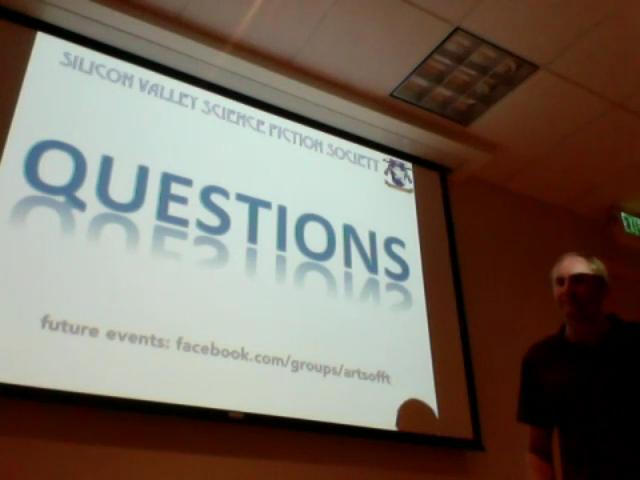 SILICON VALLEY SCIENCE FICTION SOCIETY
QUESTIONS
future events: facebook.com/groups/artsofft